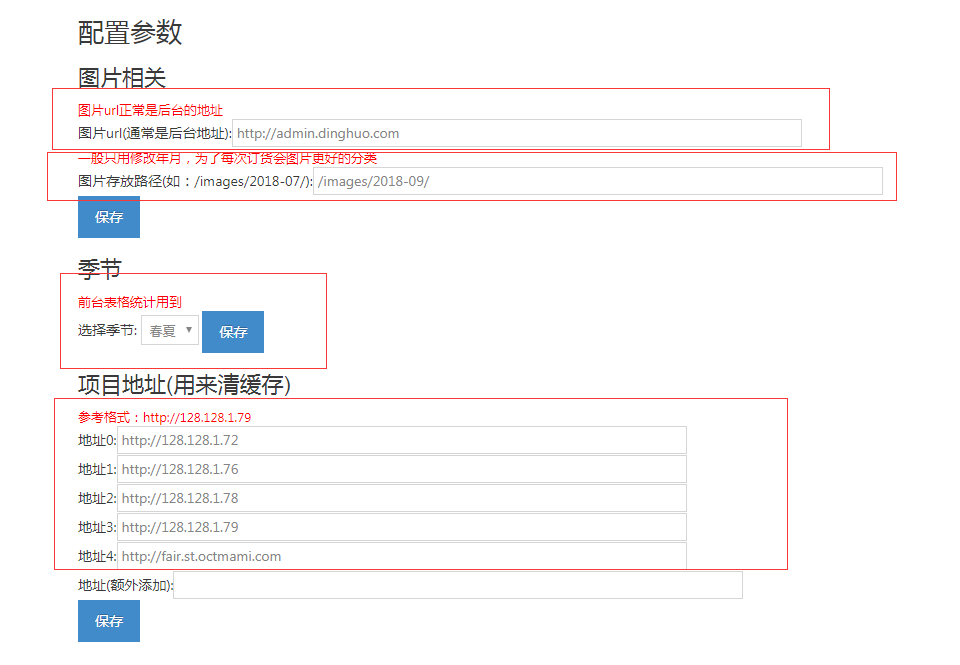 配置参数
图片相关
图片url正常是后台的地址
图片url(通常是后台地址): http://admin.dinghuo.com
一般只用修改年月，为了每次订货会图片更好的分类
图片存放路径(如：/images/2018-07/): /images/2018-09/
保存
季节
前台表格统计用到
选择季节: 春夏 保存
项目地址(用来清缓存)
参考格式：http://128.128.1.79
地址0: http://128.128.1.72
地址1: http://128.128.1.76
地址2: http://128.128.1.78
地址3: http://128.128.1.79
地址4: http://fair.st.octmami.com
地址(额外添加):
保存